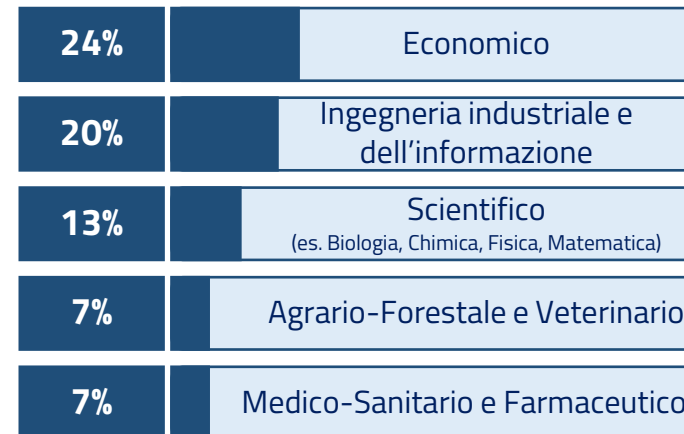 24%
Economico
20%
Ingegneria industriale e
dell'informazione
13%
Scientifico
(es. Biologia, Chimica, Fisica, Matematica)
7%
Agrario-Forestale e Veterinario
7%
Medico-Sanitario e Farmaceutico